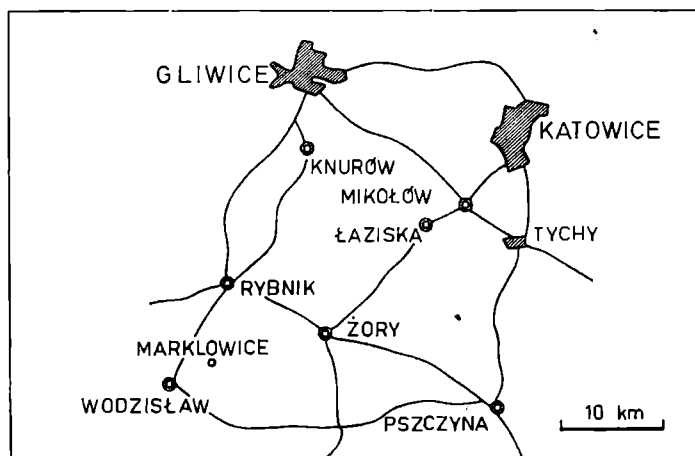 GLIWICE
KATOWICE
KNURÓW
MIKOŁÓW
ŁAZISKA
TYCHY
RYBNIK
ŻORY
MARKLOWICE
WODZISŁAW
PSZCZYNA
10 km